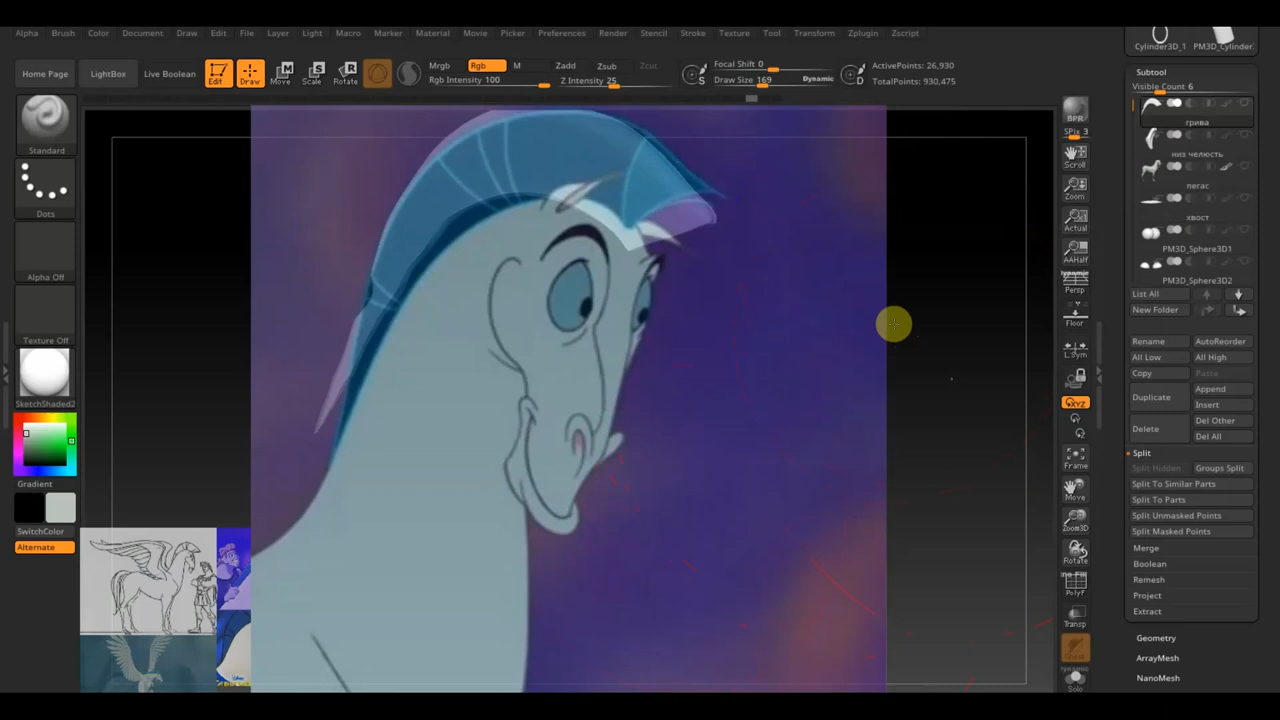 Alpha Brush Color Document Draw Edit File Layer Light Macro Marker Material Movie Picker Preferences Render Stencil Stroke Texture Tool Transform Zplugin Zscript
Cylinder3D_1 PM3D_Cylinder
Home Page LightBox Live Boolean Edit Draw Move Scale Rotate
Mrgb Rgb M Zadd Zsub Zcut
Rgb Intensity 100 Z Intensity 25
Focal Shift 0
Draw Size 169 Dynamic
S D
ActivePoints: 26,930
TotalPoints: 930,475
Standard
Dots
Alpha Off
Texture Off
SketchShaded2
Gradient
SwitchColor
Alternate
BPR
SPix 3
Scroll
Zoom
Actual
AAHalf
Dynamic
Persp
Floor
L.Sym
XYZ
Y
Z
Frame
Move
Zoom3D
Rotate
PolyF
Transp
Solo
Subtool
Visible Count 6
грива
низ челюсть
пегас
хвост
PM3D_Sphere3D1
PM3D_Sphere3D2
List All
New Folder
Rename AutoReorder
All Low All High
Copy Paste
Duplicate Append
Insert
Delete Del Other
Del All
Split
Split Hidden Groups Split
Split To Similar Parts
Split To Parts
Split Unmasked Points
Split Masked Points
Merge
Boolean
Remesh
Project
Extract
Geometry
ArrayMesh
NanoMesh